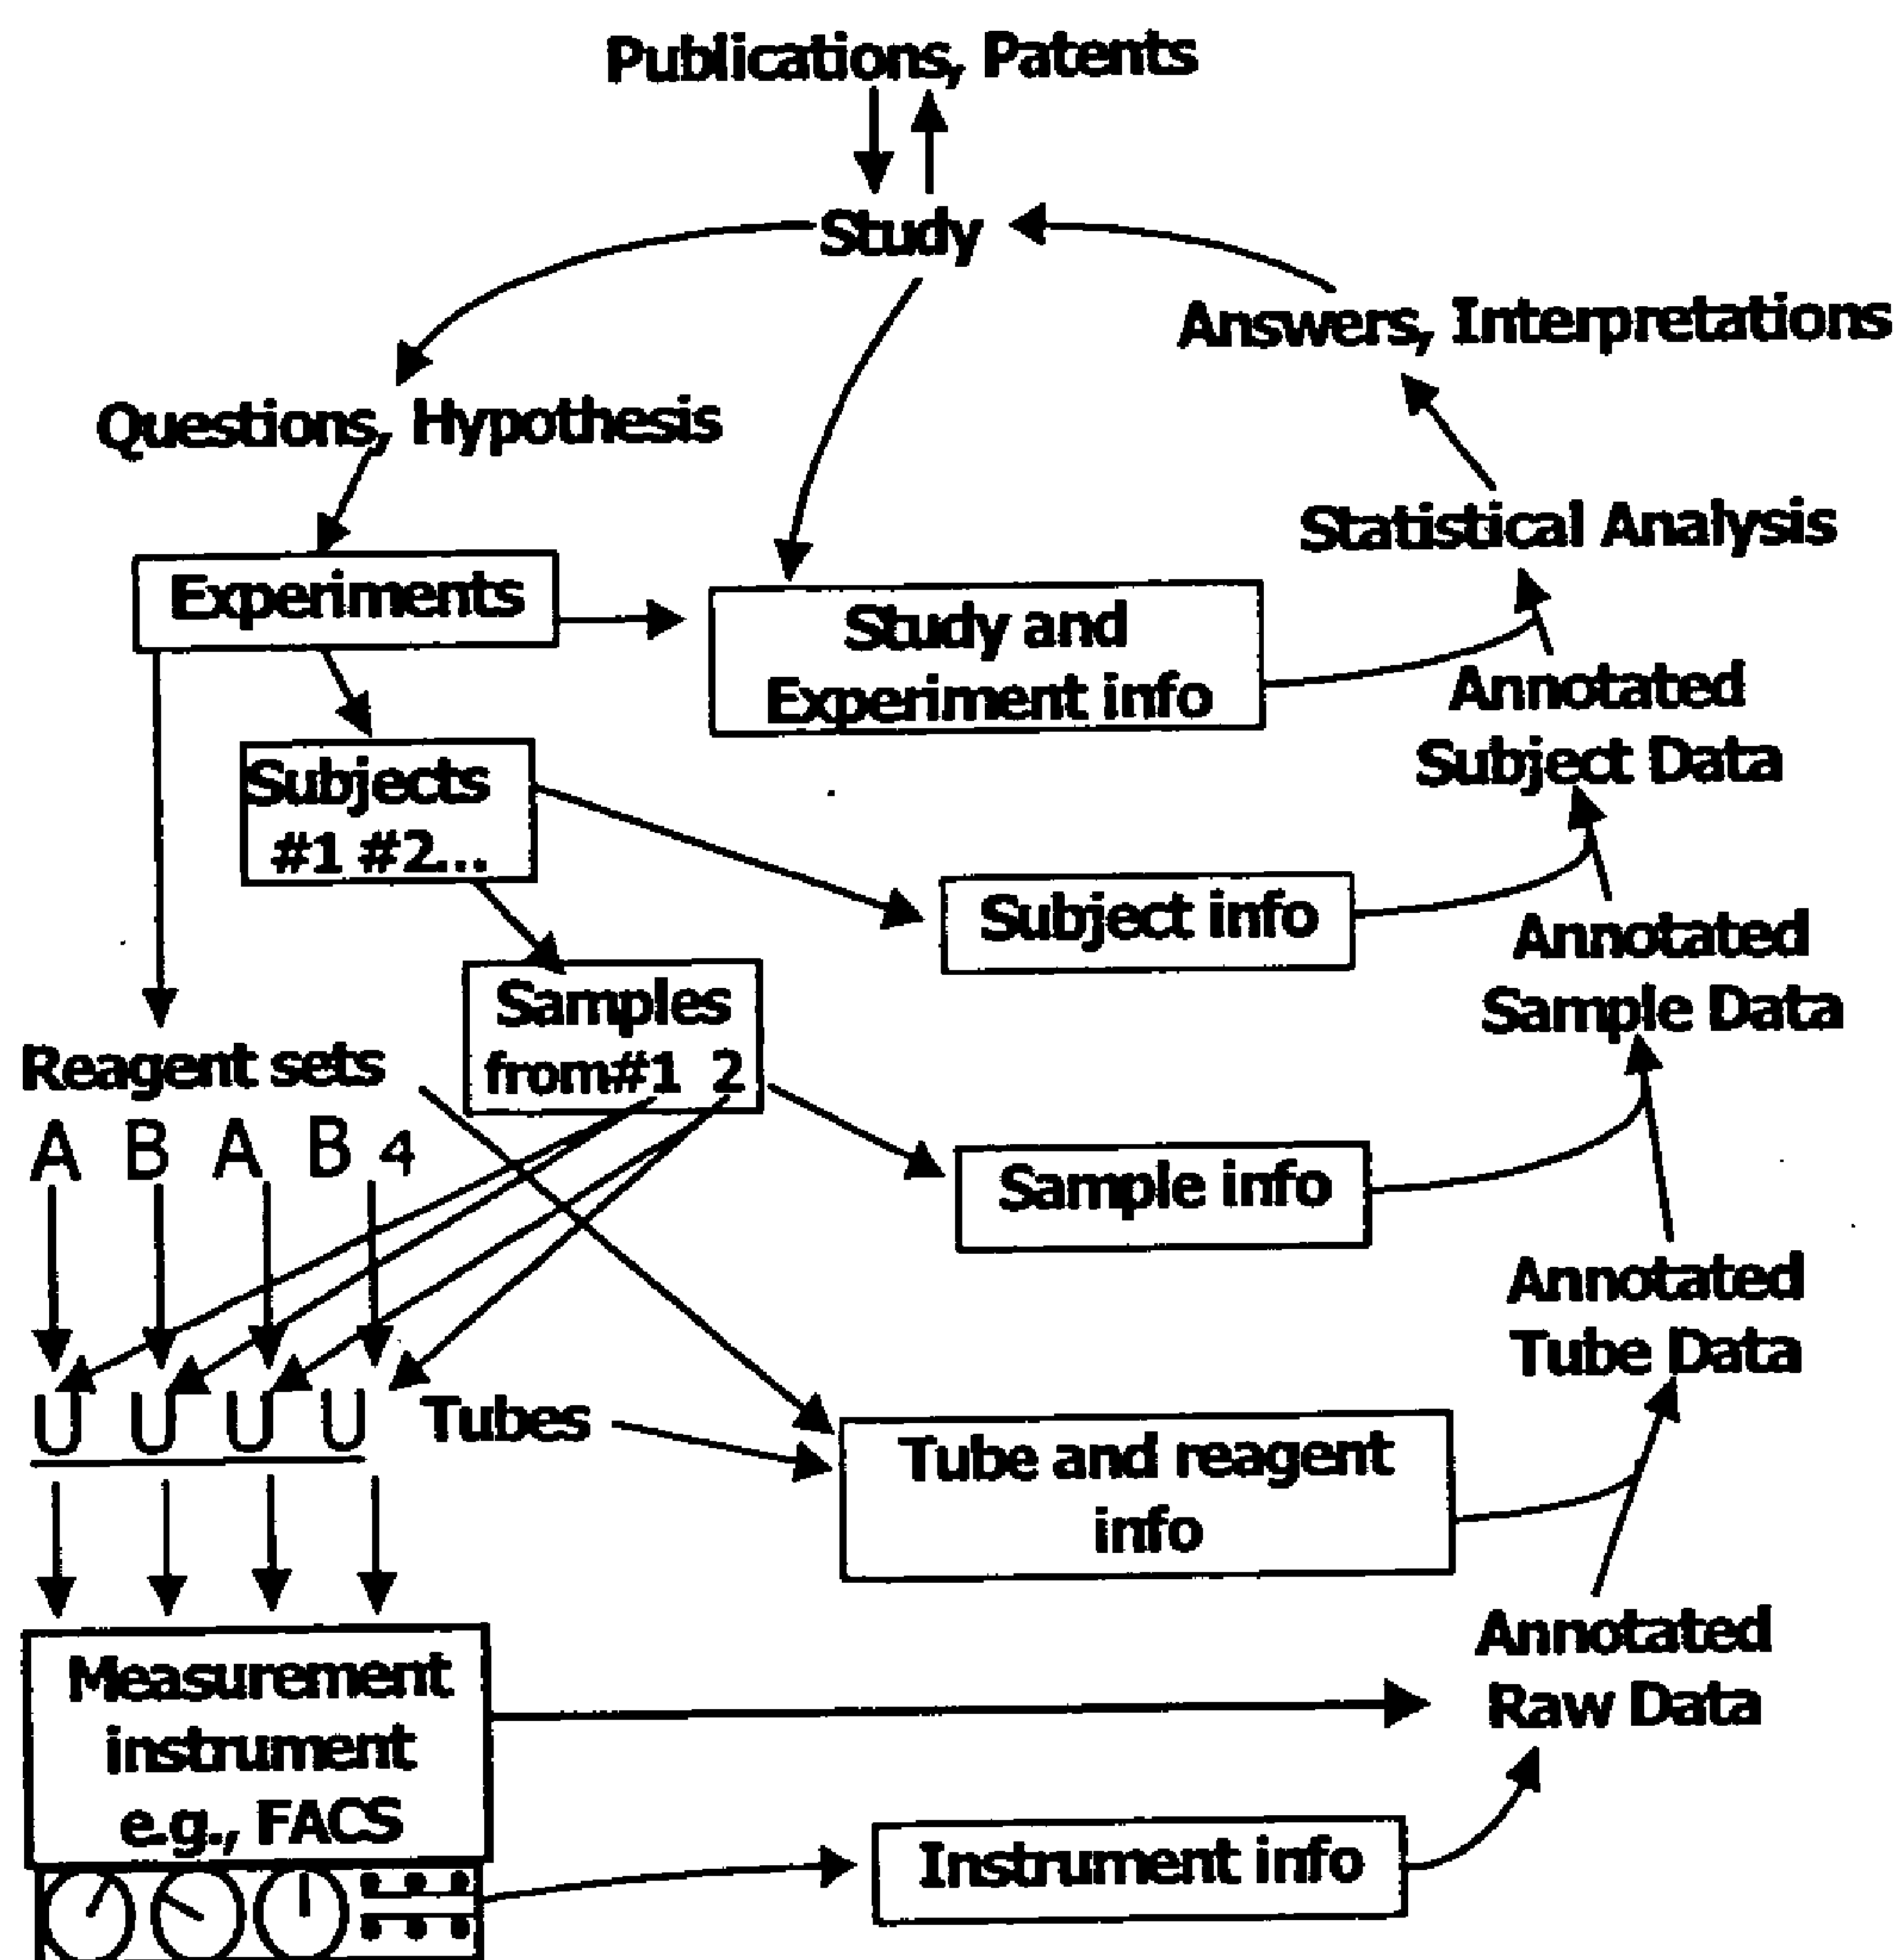 Publications, Patents
Study
Answers, Interpretations
Questions, Hypothesis
Statistical Analysis
Experiments
Study and
Experiment info
Annotated
Subject Data
Subjects
#1 #2...
Subject info
Annotated
Sample Data
Samples
from#1 2
Reagent sets
A B A B 4
Sample info
Annotated
Tube Data
U U U U
Tubes
Tube and reagent
info
Annotated
Raw Data
Measurement
instrument
e.g., FACS
Instrument info